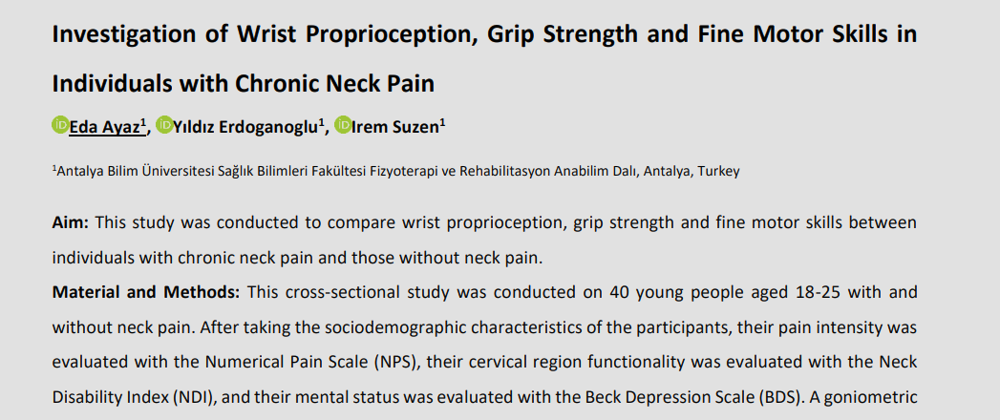 Investigation of Wrist Proprioception, Grip Strength and Fine Motor Skills in
Individuals with Chronic Neck Pain
iD Eda Ayaz¹, iD Yıldız Erdoganoglu¹, iD Irem Suzen¹
¹Antalya Bilim Üniversitesi Sağlık Bilimleri Fakültesi Fizyoterapi ve Rehabilitasyon Anabilim Dalı, Antalya, Turkey
Aim: This study was conducted to compare wrist proprioception, grip strength and fine motor skills between
individuals with chronic neck pain and those without neck pain.
Material and Methods: This cross-sectional study was conducted on 40 young people aged 18-25 with and
without neck pain. After taking the sociodemographic characteristics of the participants, their pain intensity was
evaluated with the Numerical Pain Scale (NPS), their cervical region functionality was evaluated with the Neck
Disability Index (NDI), and their mental status was evaluated with the Beck Depression Scale (BDS). A goniometric